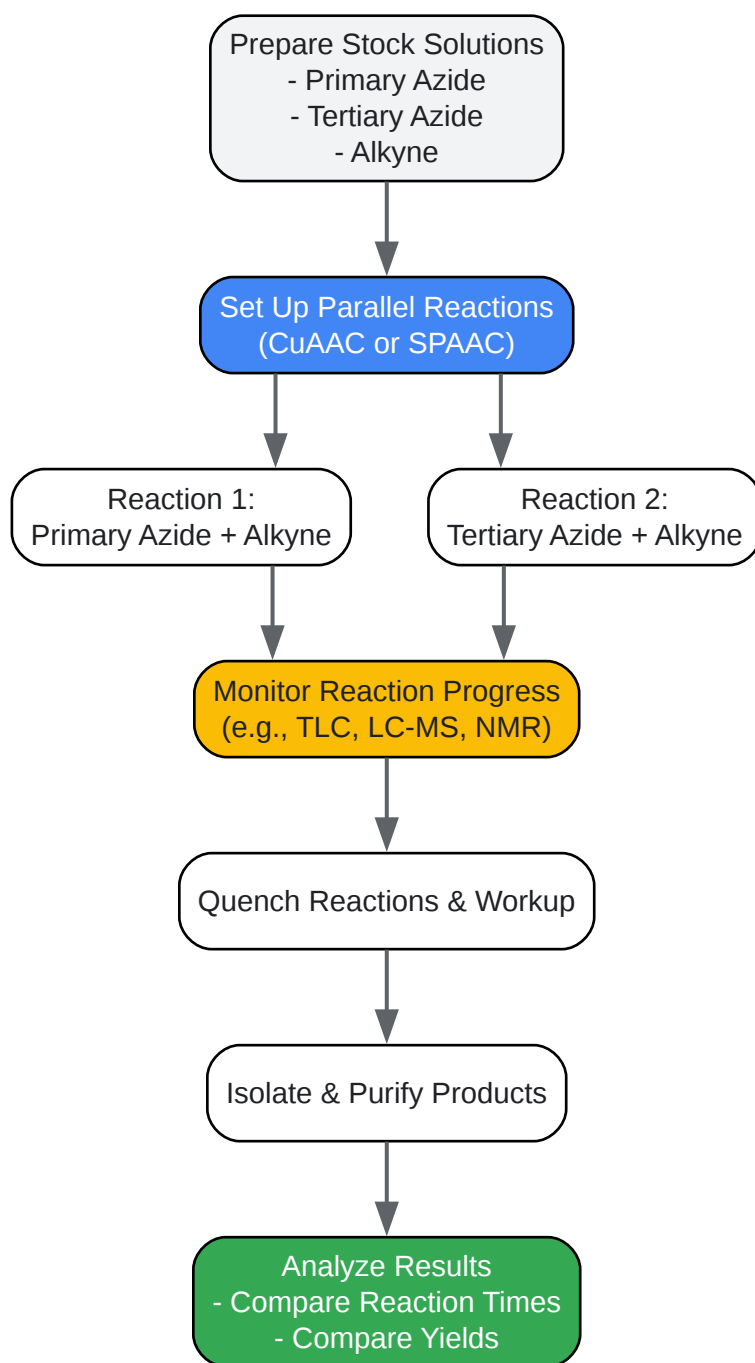 Prepare Stock Solutions
- Primary Azide
- Tertiary Azide
- Alkyne
Set Up Parallel Reactions
(CuAAC or SPAAC)
Reaction 1:
Primary Azide + Alkyne
Reaction 2:
Tertiary Azide + Alkyne
Monitor Reaction Progress
(e.g., TLC, LC-MS, NMR)
Quench Reactions & Workup
Isolate & Purify Products
Analyze Results
- Compare Reaction Times
- Compare Yields